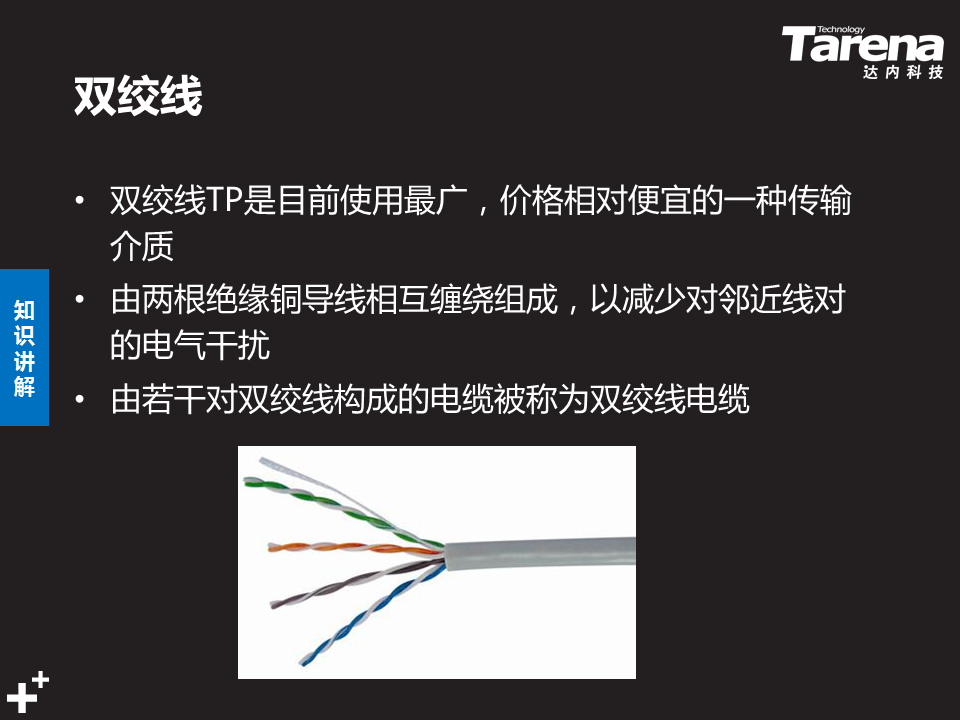 Technology
Tarena
达内科技
双绞线
• 双绞线TP是目前使用最广，价格相对便宜的一种传输
介质
• 由两根绝缘铜导线相互缠绕组成，以减少对邻近线对
的电气干扰
• 由若干对双绞线构成的电缆被称为双绞线电缆
知
识
讲
解